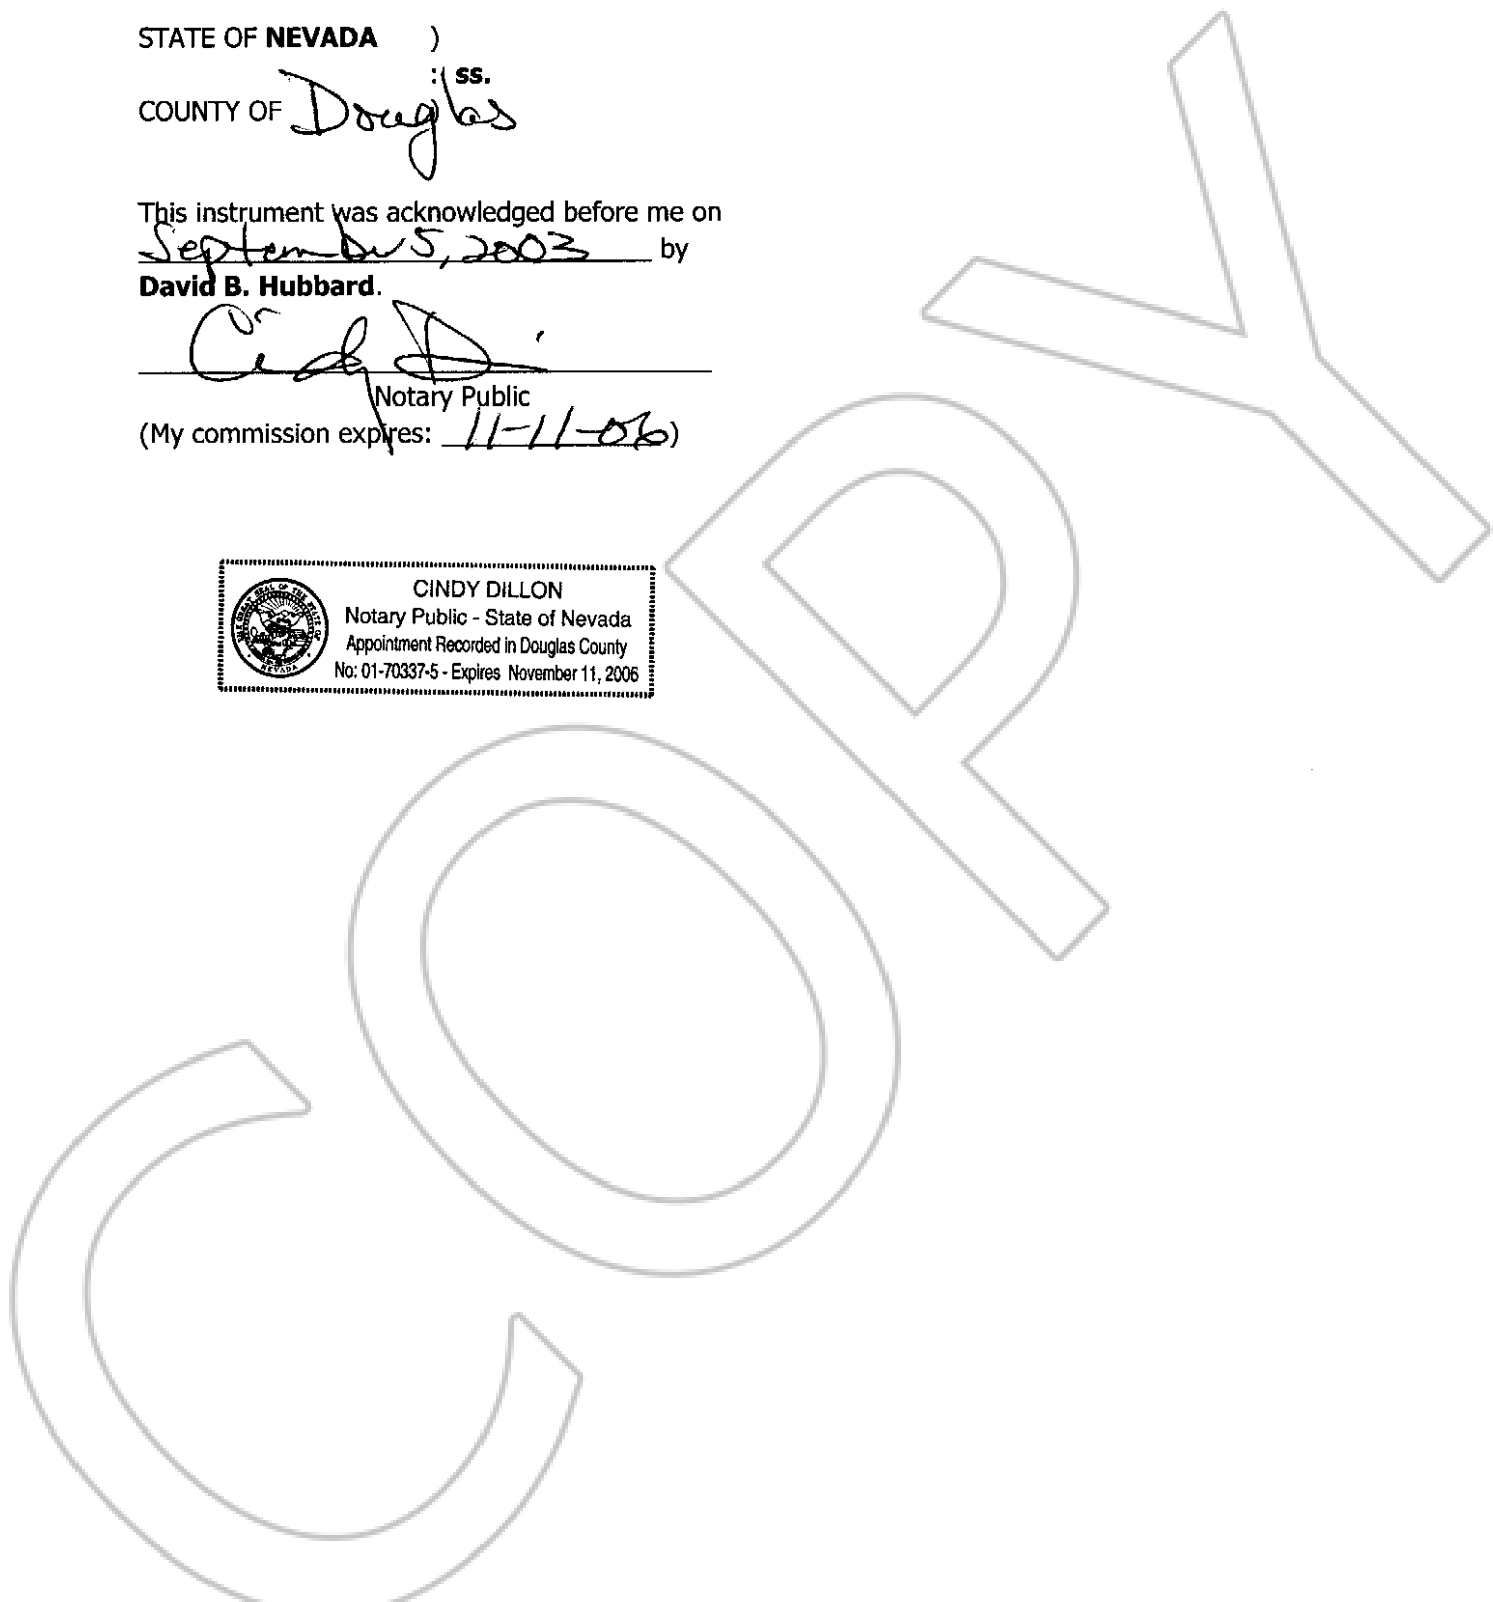 STATE OF NEVADA )
: ss.
COUNTY OF Douglas
This instrument was acknowledged before me on
September 5, 2003 by
David B. Hubbard.
Notary Public
(My commission expires: 11-11-06)
CINDY DILLON
Notary Public - State of Nevada
Appointment Recorded in Douglas County
No: 01-70337-5 - Expires November 11, 2006
COPY